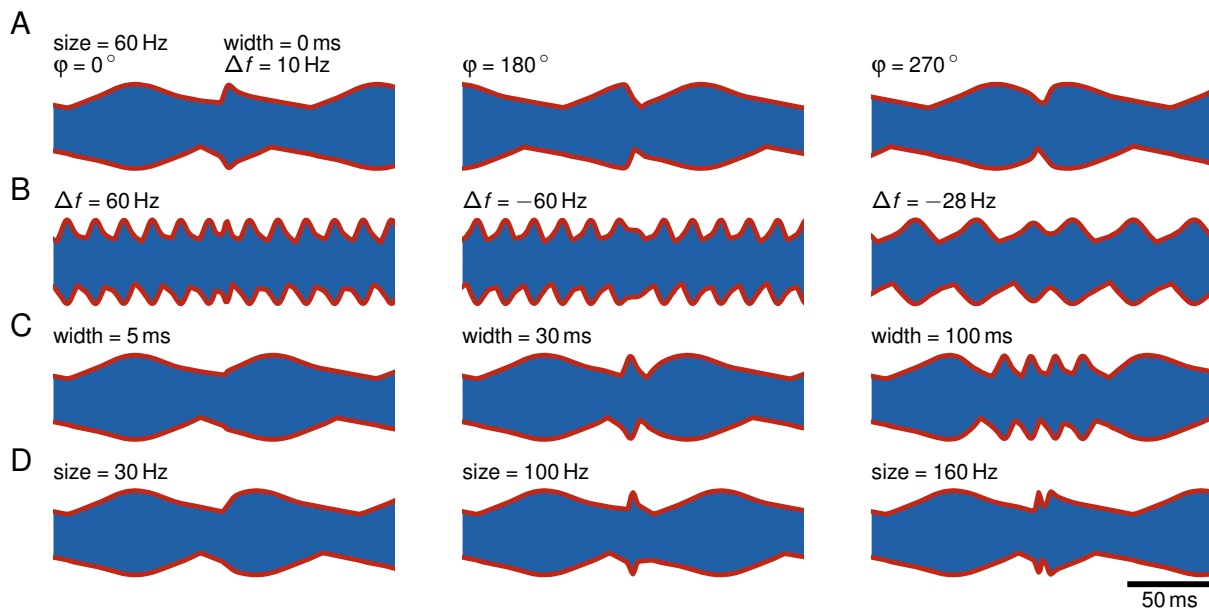 A
size = 60 Hz width = 0 ms
φ = 0° Δf = 10 Hz φ = 180° φ = 270°
B
Δf = 60 Hz Δf = −60 Hz Δf = −28 Hz
C
width = 5 ms width = 30 ms width = 100 ms
D
size = 30 Hz size = 100 Hz size = 160 Hz
50 ms